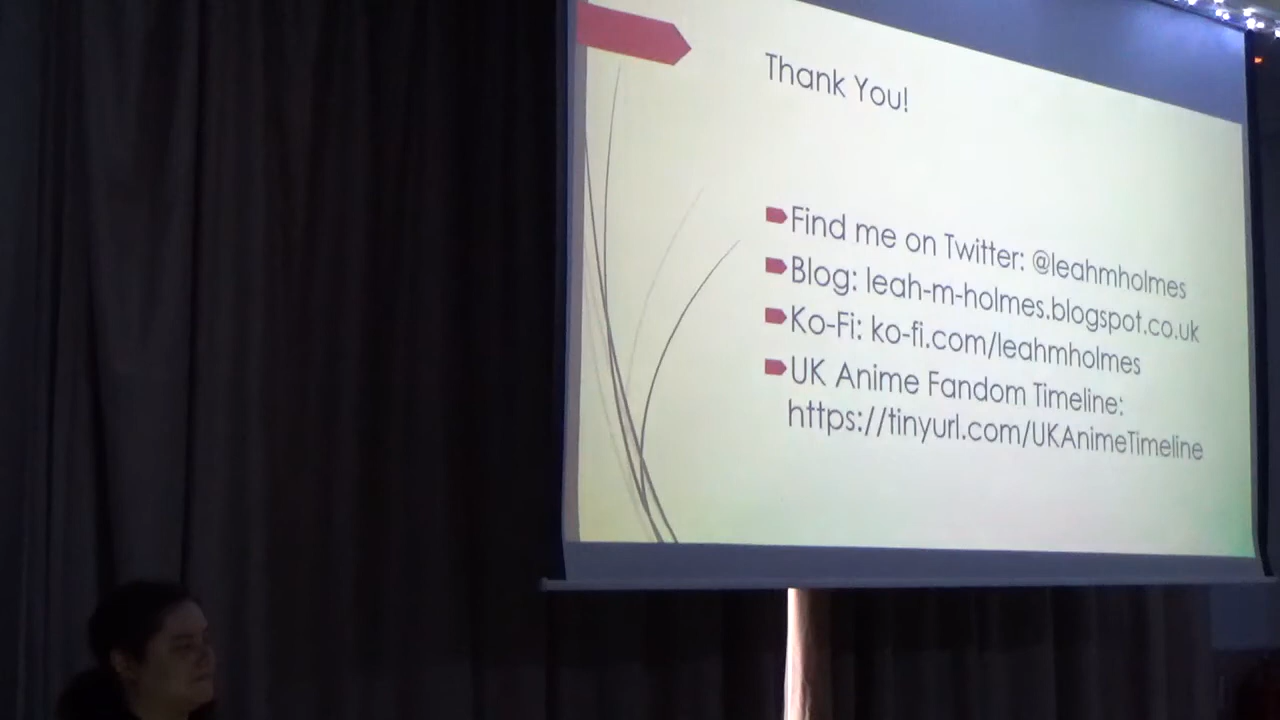 Thank You!
Find me on Twitter: @leahmholmes
Blog: leah-m-holmes.blogspot.co.uk
Ko-Fi: ko-fi.com/leahmholmes
UK Anime Fandom Timeline:
https://tinyurl.com/UKAnimeTimeline